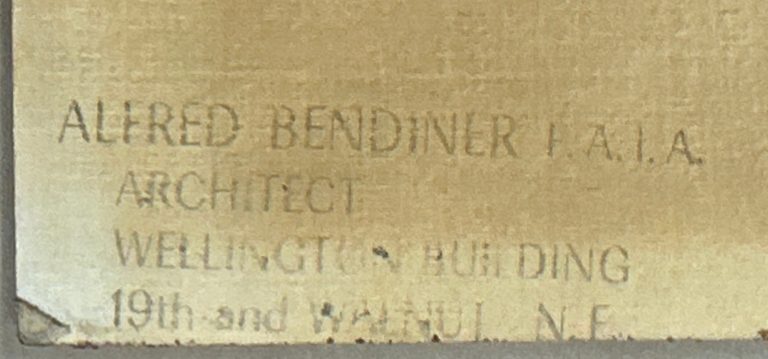 ALFRED BENDINER F.A.I.A.
ARCHITECT
WELLINGTON BUILDING
19th and WALNUT N.E.